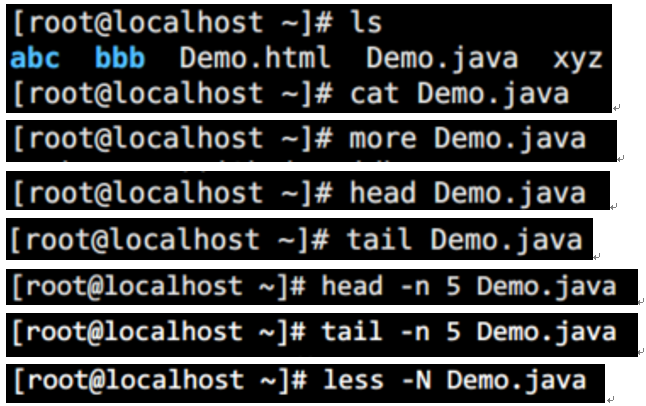 [root@localhost ~]# ls
abc  bbb  Demo.html  Demo.java  xyz
[root@localhost ~]# cat Demo.java
[root@localhost ~]# more Demo.java
[root@localhost ~]# head Demo.java
[root@localhost ~]# tail Demo.java
[root@localhost ~]# head -n 5 Demo.java
[root@localhost ~]# tail -n 5 Demo.java
[root@localhost ~]# less -N Demo.java